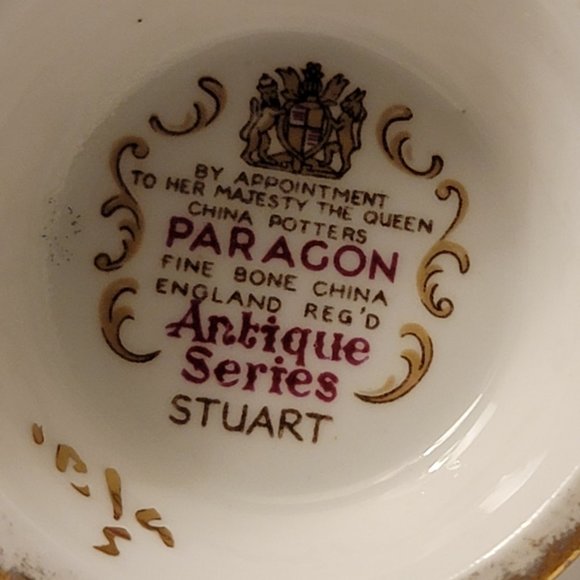 BY APPOINTMENT
TO HER MAJESTY THE QUEEN
CHINA POTTERS
PARAGON
FINE BONE CHINA
ENGLAND REG'D
Antique
Series
STUART